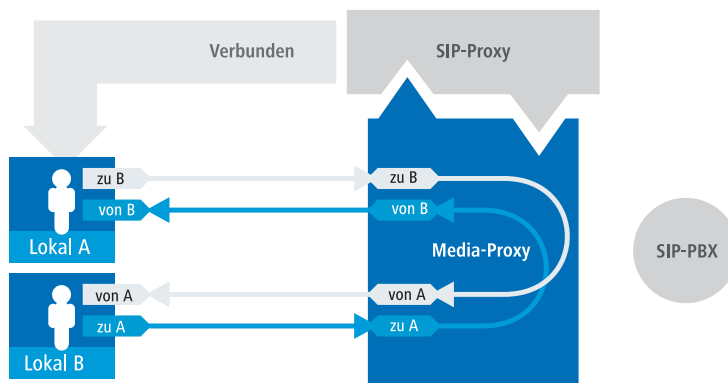 Verbunden
SIP-Proxy
zu B
zu B
von B
von B
Lokal A
Media-Proxy
SIP-PBX
von A
von A
zu A
zu A
Lokal B